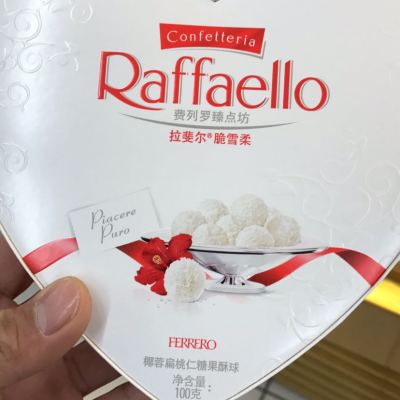 Confetteria
Raffaello
费列罗臻点坊
拉斐尔®脆雪柔
Piacere
Puro
FERRERO
椰蓉扁桃仁糖果酥球
净含量:
100克